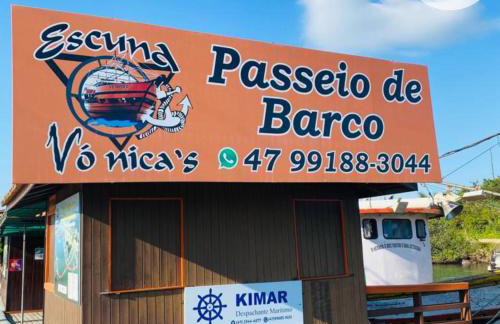 Escuna
Vó nica's
Passeio de
Barco
47 99188-3044
KIMAR
Despachante Marítimo